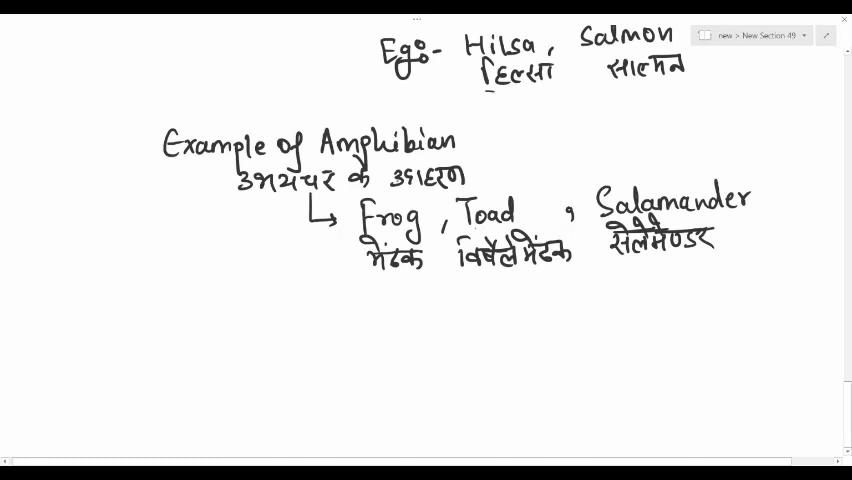 new > New Section 49
Ego- Hilsa, Salmon
हिल्सा सालमन
Example of Amphibian
उभयचर के उदाहरण
Frog, Toad, Salamander
मेंढक विषैले मेंढक सेलेमेण्डर